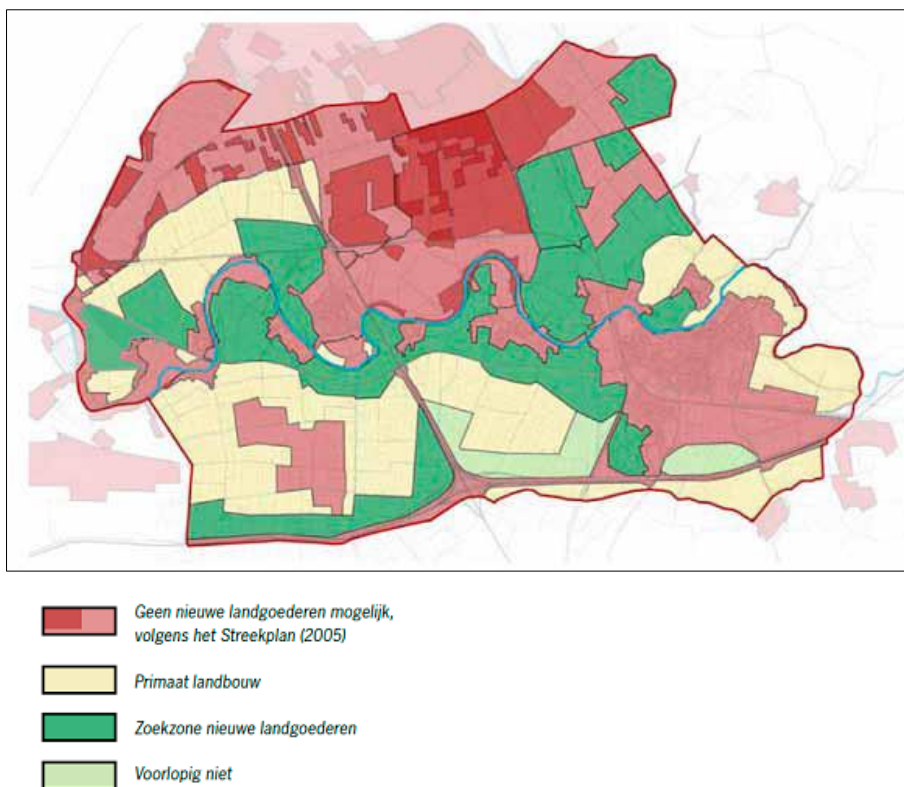 Geen nieuwe landgoederen mogelijk,
volgens het Streekplan (2005)
Primaat landbouw
Zoekzone nieuwe landgoederen
Voorlopig niet